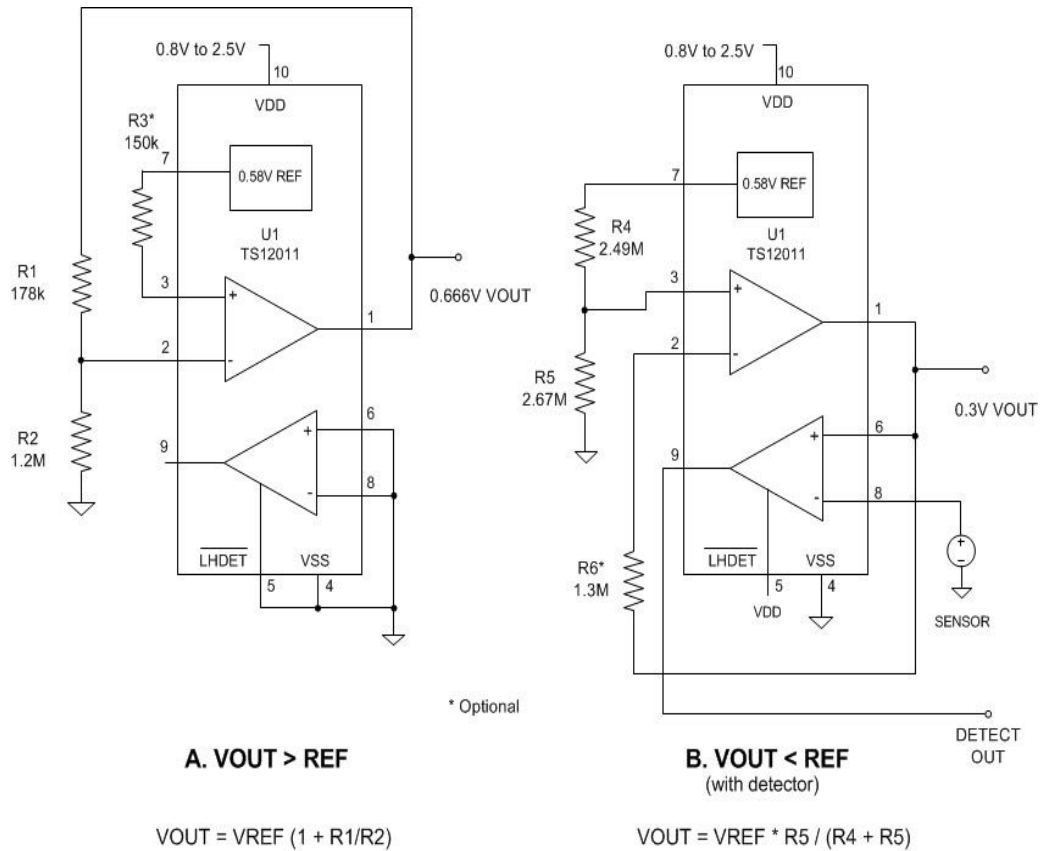 0.8V to 2.5V
10
VDD
R3*
150k
7
0.58V REF
U1
TS12011
R1
178k
3
+
0.666V VOUT
1
2
-
R2
1.2M
9
6
+
8
-
LHDET
VSS
5
4
0.8V to 2.5V
10
VDD
7
0.58V REF
R4
2.49M
U1
TS12011
3
+
1
2
-
R5
2.67M
0.3V VOUT
9
6
+
8
-
+
-
LHDET
VSS
R6*
1.3M
5
4
VDD
SENSOR
* Optional
DETECT
OUT
A. VOUT > REF
B. VOUT < REF
(with detector)
VOUT = VREF (1 + R1/R2)
VOUT = VREF * R5 / (R4 + R5)